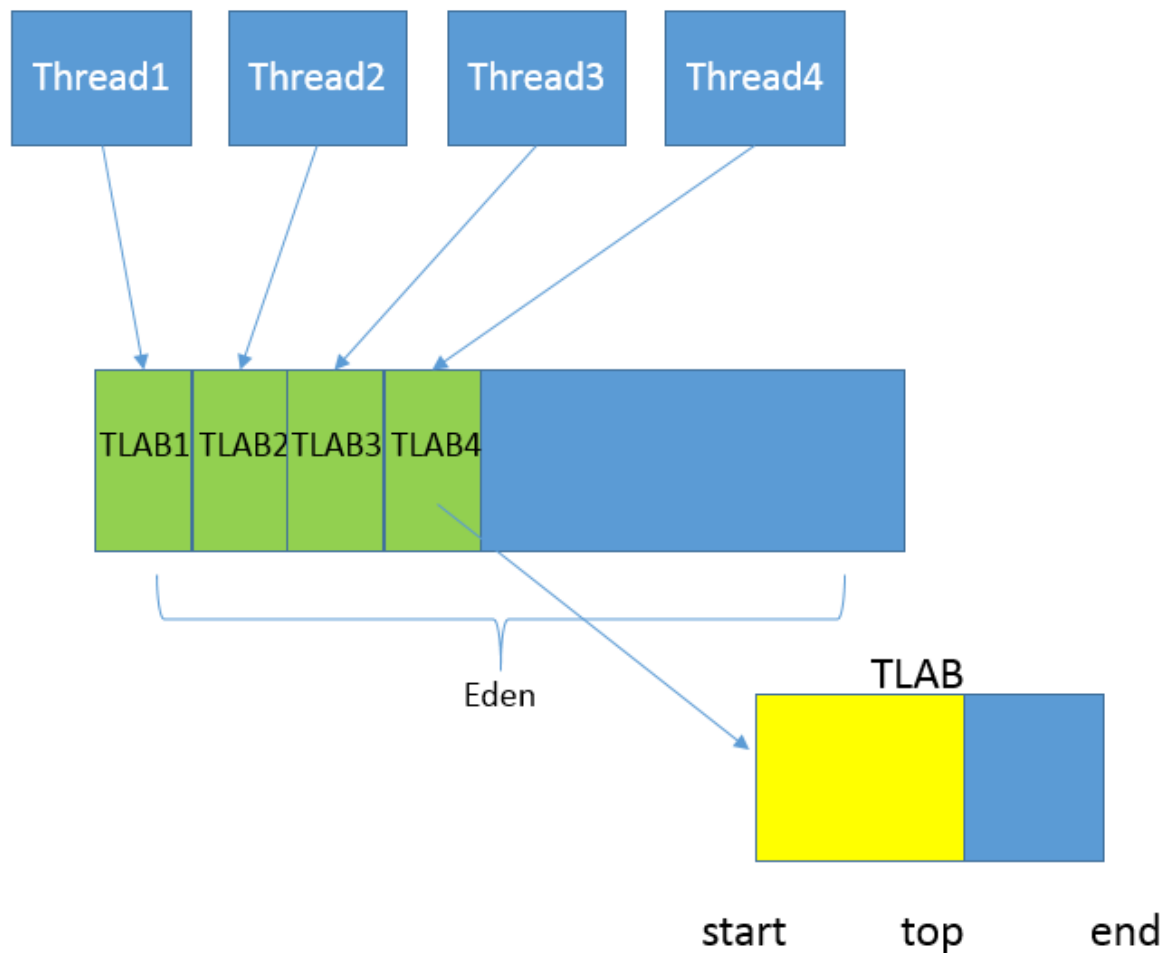 Thread1 Thread2 Thread3 Thread4
TLAB1 TLAB2 TLAB3 TLAB4
Eden
TLAB
start top end